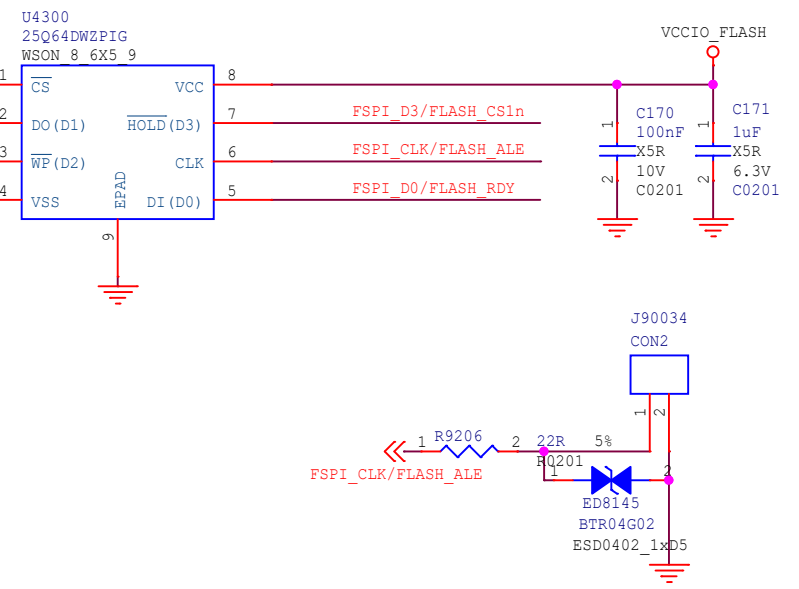 U4300
25Q64DWZPIG
WSON_8_6X5_9
VCCIO_FLASH
1 CS VCC 8
2 DO(D1) HOLD(D3) 7 FSPI_D3/FLASH_CS1n
3 WP(D2) CLK 6 FSPI_CLK/FLASH_ALE
4 VSS EPAD DI(D0) 5 FSPI_D0/FLASH_RDY
9
1 2
C170
100nF
X5R
10V
C0201
1 2
C171
1uF
X5R
6.3V
C0201
J90034
CON2
1 2
1 R9206 2 22R 5%
R0201
FSPI_CLK/FLASH_ALE
1 2
ED8145
BTR04G02
ESD0402_1xD5